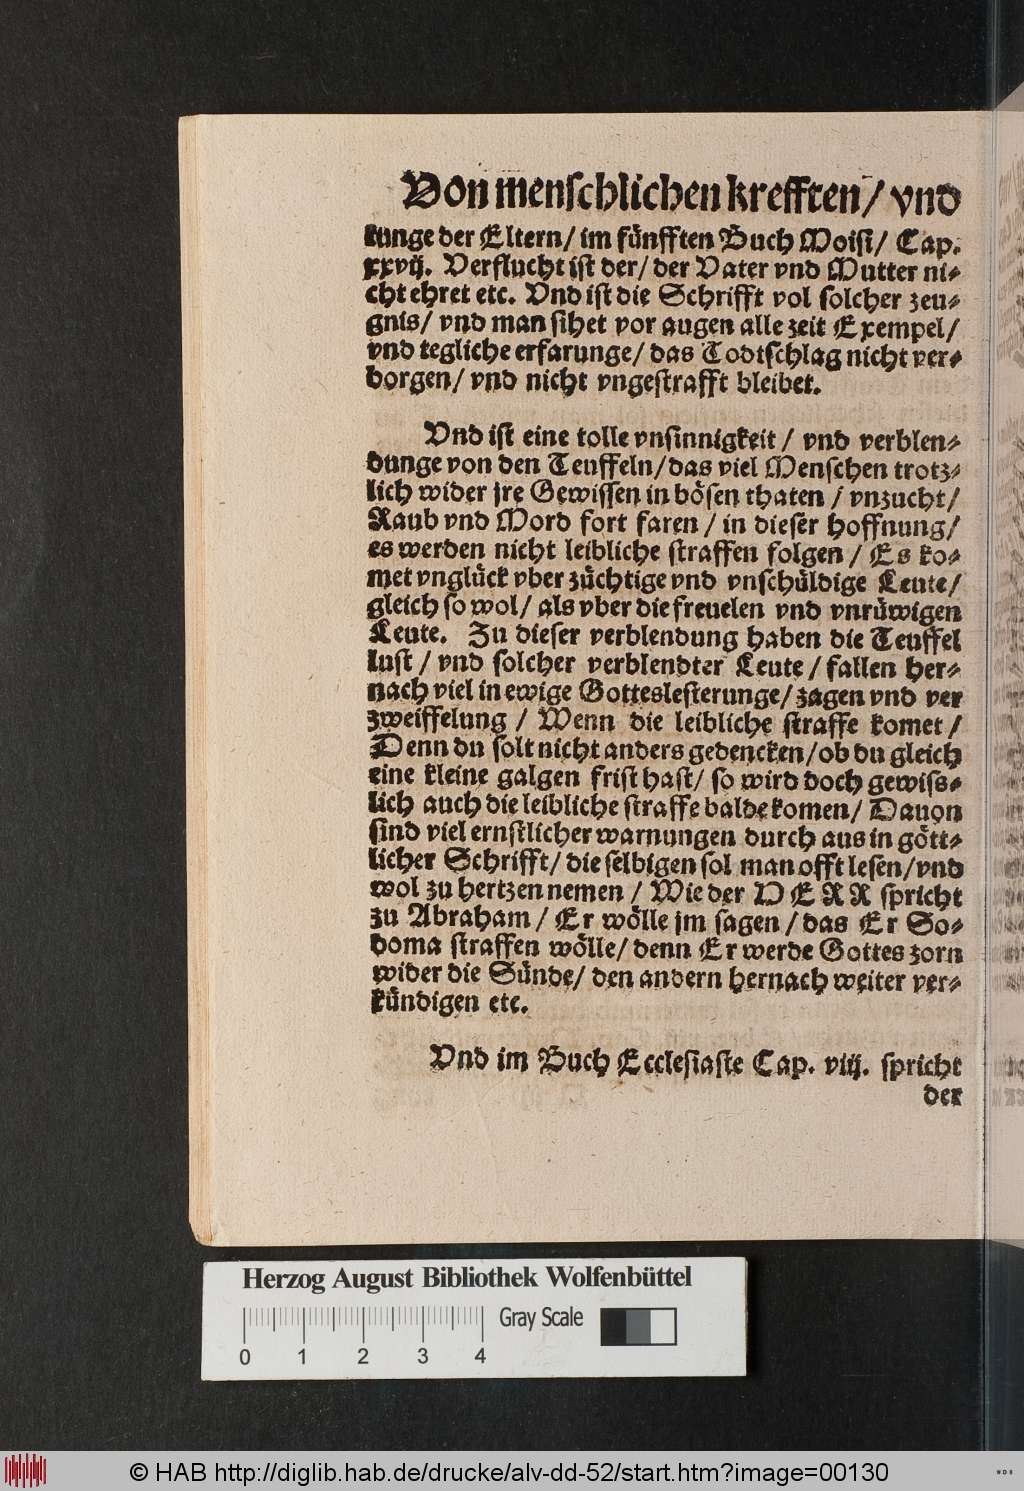 Von menschlichen krefften / vnd
kunge der Eltern / im fünfften Buch Moisi / Cap.
xxvij. Verflucht ist der / der Vater vnd Mutter ni-
cht ehret etc. Vnd ist die Schrifft vol solcher zeu-
gnis / vnd man sihet vor augen alle zeit Exempel /
vnd tegliche erfarunge / das Todtschlag nicht ver-
borgen / vnd nicht vngestrafft bleibet.
Vnd ist eine tolle vnsinnigkeit / vnd verblen-
dunge von den Teuffeln / das viel Menschen trotz-
lich wider jre Gewissen in bösen thaten / vnzucht /
Raub vnd Mord fort faren / in dieser hoffnung /
es werden nicht leibliche straffen folgen / Es ko-
met vnglück vber züchtige vnd vnschüldige Leute /
gleich so wol / als vber die freuelen vnd vnrüwigen
Leute. Zu dieser verblendung haben die Teuffel
lust / vnd solcher verblendter Leute / fallen her-
nach viel in ewige Gotteslesterunge / zagen vnd ver
zweiffelung / Wenn die leibliche straffe komet /
Denn du solt nicht anders gedencken / ob du gleich
eine kleine galgen frist hast / so wird doch gewiss-
lich auch die leibliche straffe balde komen / Dauon
sind viel ernstlicher warnungen durch aus in gött-
licher Schrifft / die selbigen sol man offt lesen / vnd
wol zu hertzen nemen / Wie der HERR spricht
zu Abraham / Er wölle jm sagen / das Er So-
doma straffen wölle / denn Er werde Gottes zorn
wider die Sünde / den andern hernach weiter ver-
kündigen etc.
Vnd im Buch Ecclesiaste Cap. viij. spricht
der
Herzog August Bibliothek Wolfenbüttel
Gray Scale
0 1 2 3 4
© HAB http://diglib.hab.de/drucke/alv-dd-52/start.htm?image=00130